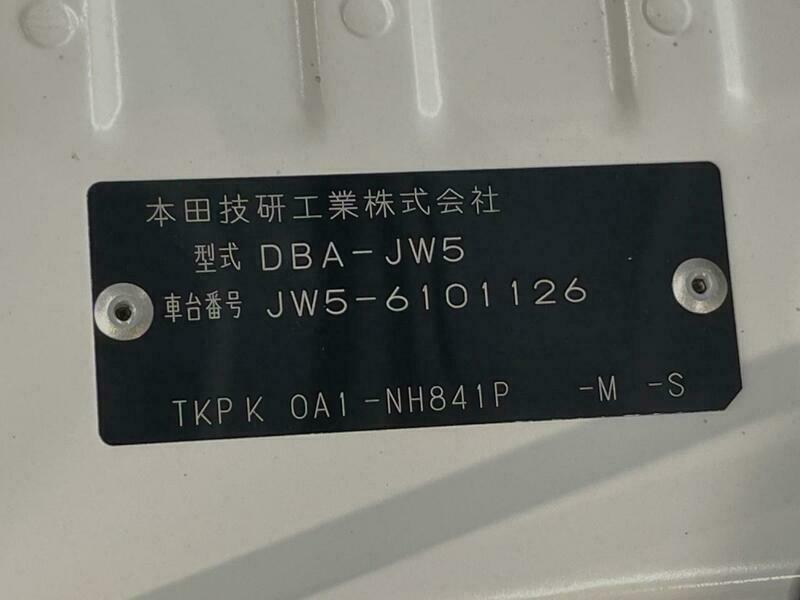 本田技研工業株式会社
型式 DBA-JW5
車台番号 JW5-6101126
TKPK 0A1-NH841P -M -S